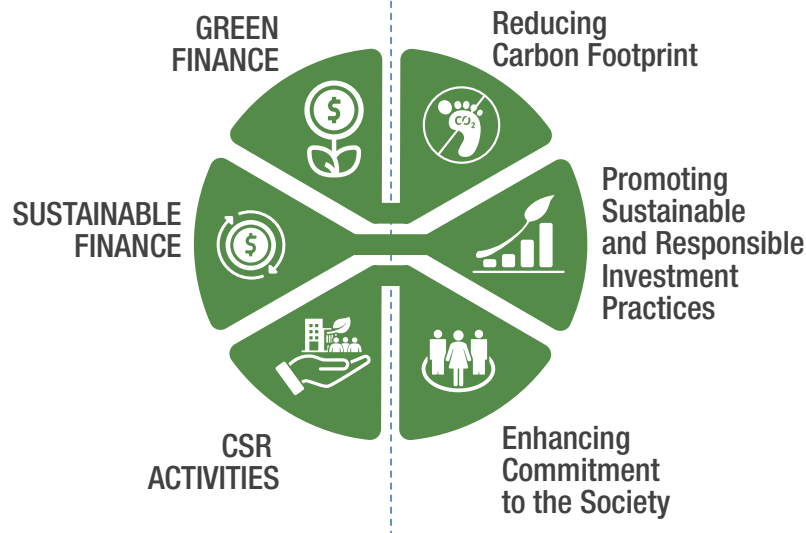 GREEN
FINANCE
Reducing
Carbon Footprint
$
CO₂
SUSTAINABLE
FINANCE
$
Promoting
Sustainable
and Responsible
Investment
Practices
CSR
ACTIVITIES
Enhancing
Commitment
to the Society